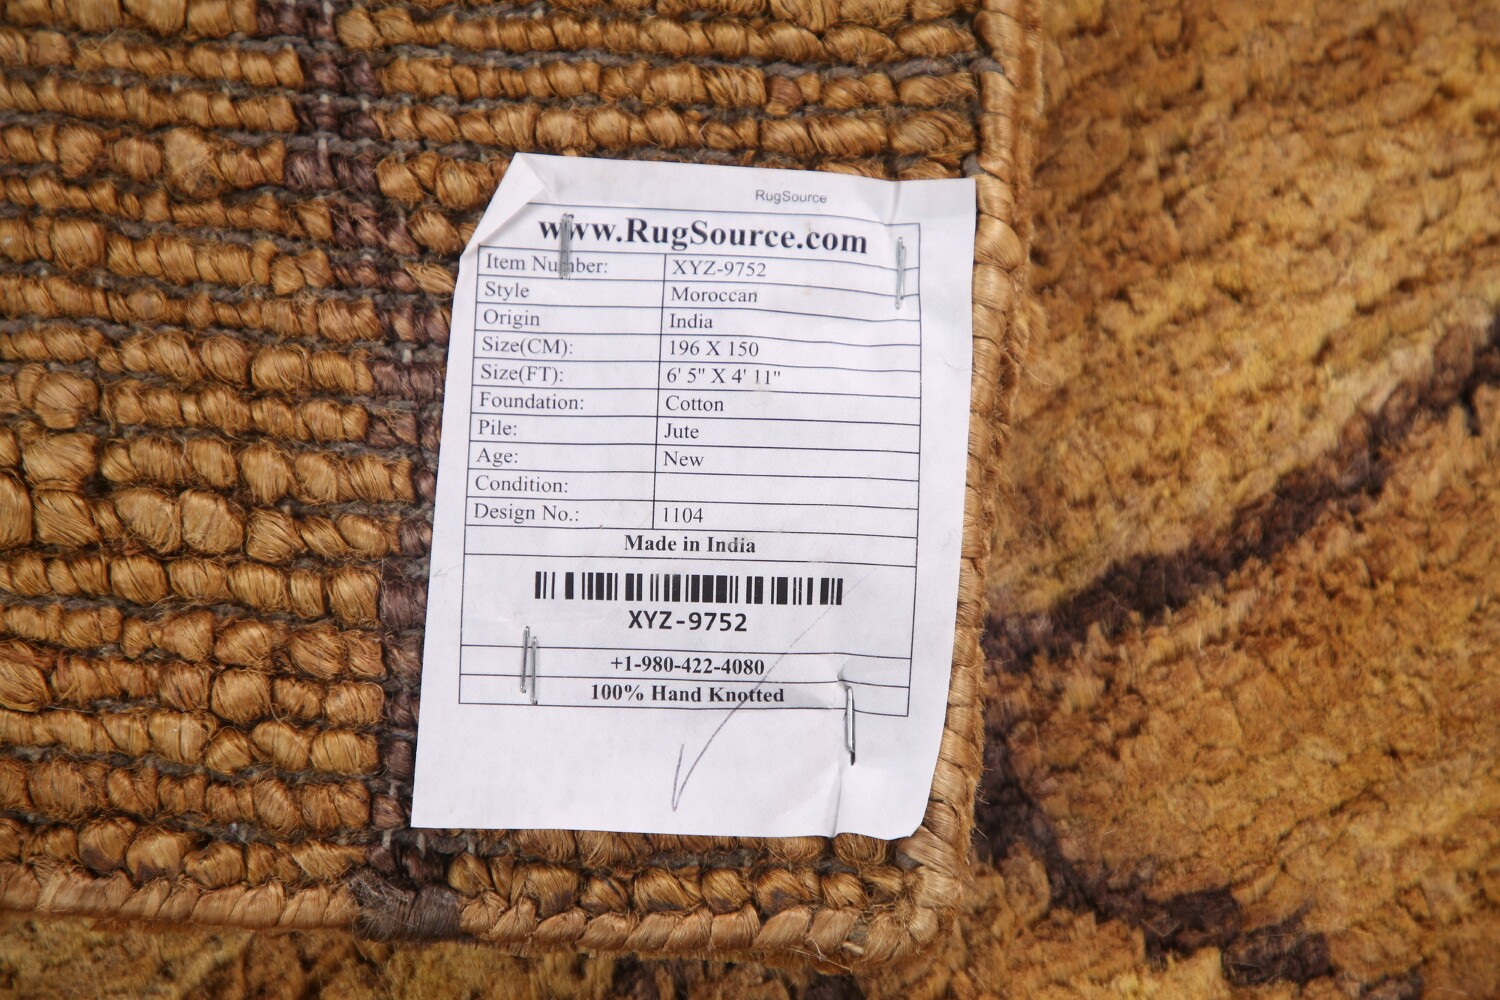 RugSource
www.RugSource.com
Item Number: XYZ-9752
Style Moroccan
Origin India
Size(CM): 196 X 150
Size(FT): 6' 5" X 4' 11"
Foundation: Cotton
Pile: Jute
Age: New
Condition:
Design No.: 1104
Made in India
XYZ-9752
+1-980-422-4080
100% Hand Knotted